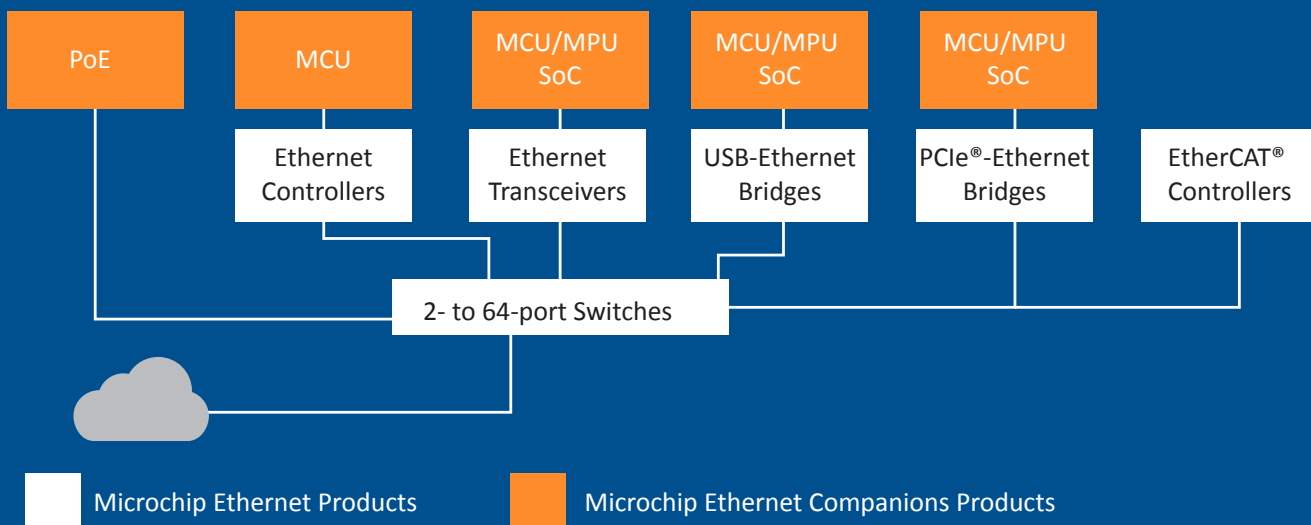 PoE
MCU
MCU/MPU
SoC
MCU/MPU
SoC
MCU/MPU
SoC
Ethernet
Controllers
Ethernet
Transceivers
USB-Ethernet
Bridges
PCIe®-Ethernet
Bridges
EtherCAT®
Controllers
2- to 64-port Switches
Microchip Ethernet Products
Microchip Ethernet Companions Products